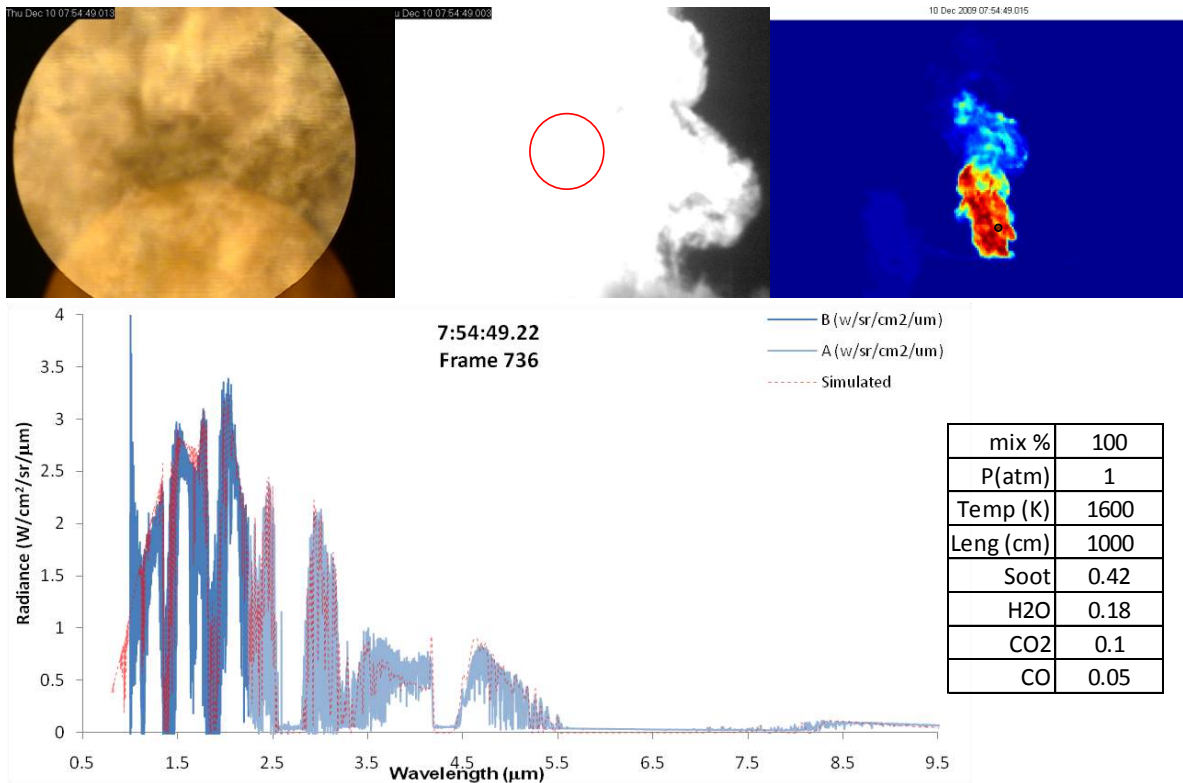 Thu Dec 10 07:54:49 013
u Dec 10 07:54:49 003
10 Dec 2009 07:54:49.015
7:54:49.22
Frame 736
B (w/sr/cm2/um)
A (w/sr/cm2/um)
Simulated
Radiance (W/cm²/sr/μm)
4
3.5
3
2.5
2
1.5
1
0.5
0
0.5 1.5 2.5 3.5 4.5 5.5 6.5 7.5 8.5 9.5
Wavelength (μm)
mix % 100
P(atm) 1
Temp (K) 1600
Leng (cm) 1000
Soot 0.42
H2O 0.18
CO2 0.1
CO 0.05